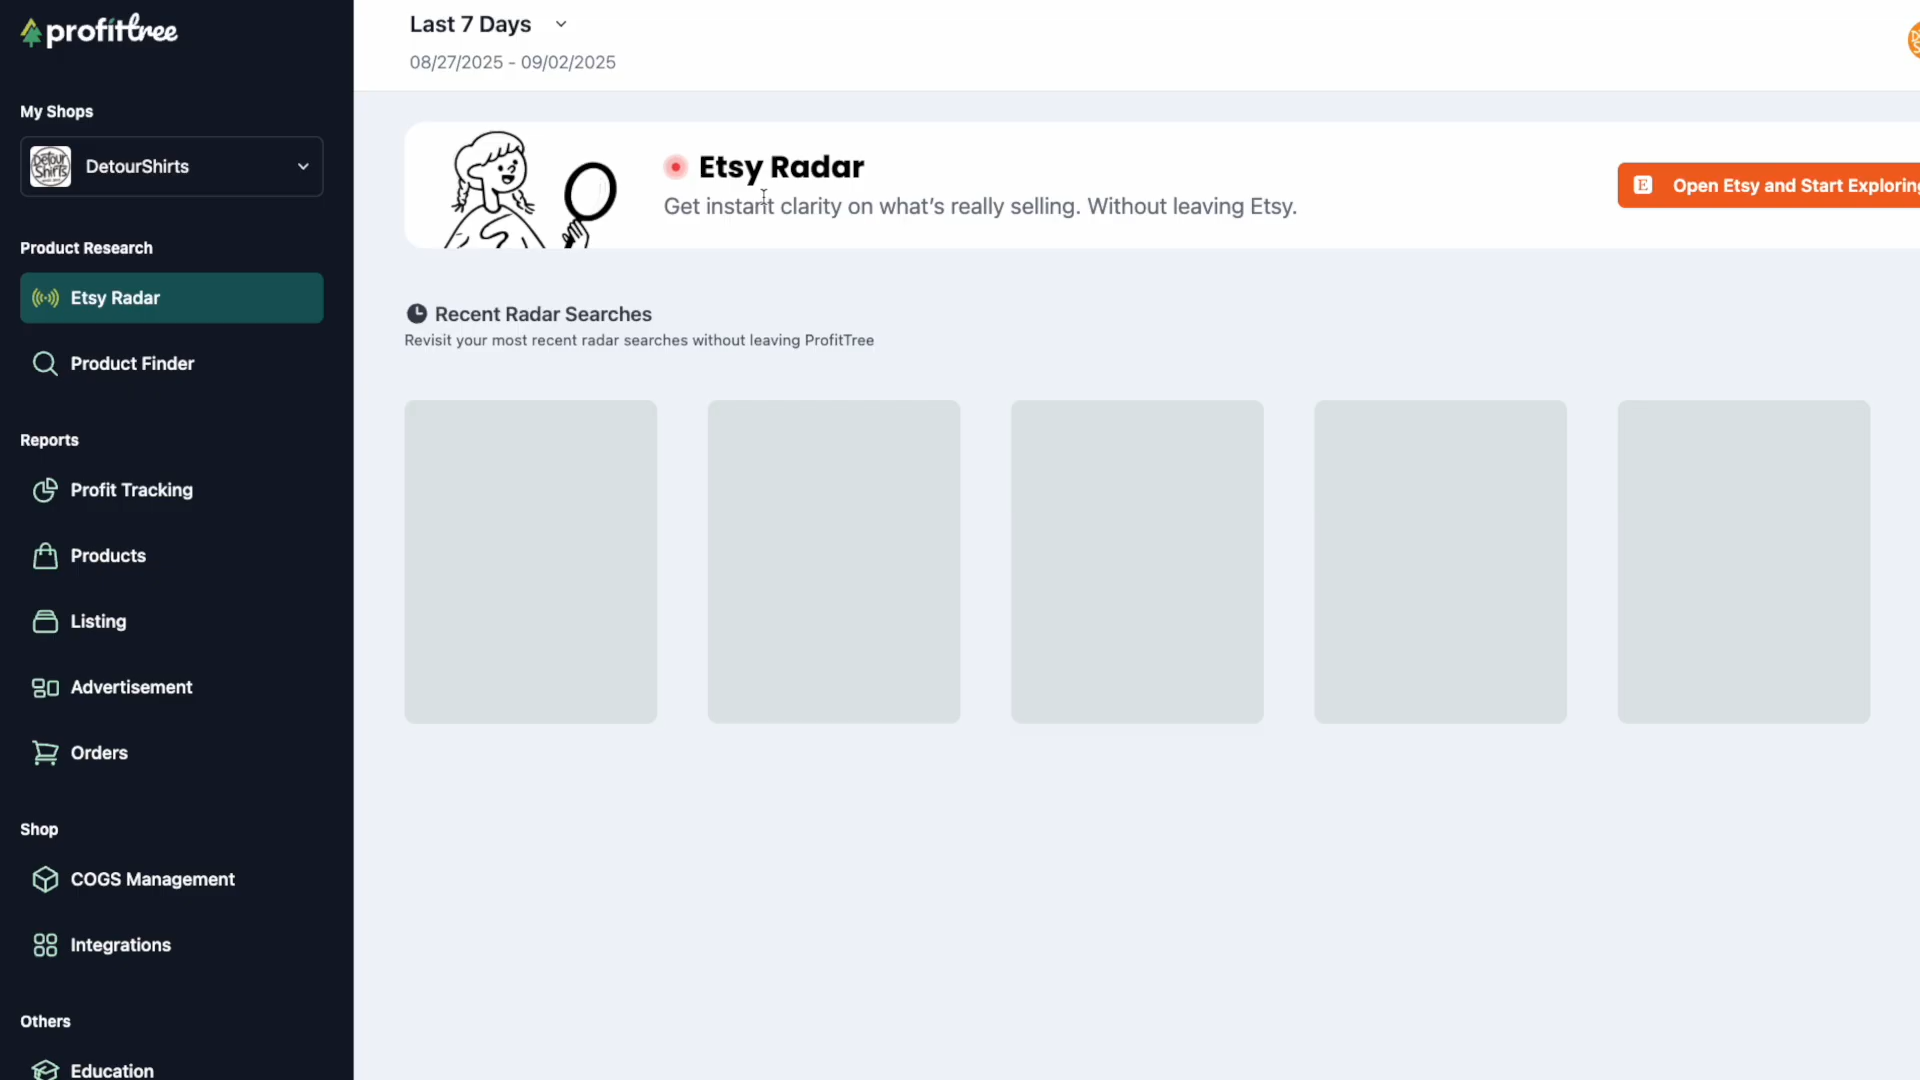 profittree
My Shops
Detour Shirts
DetourShirts
Product Research
Etsy Radar
Product Finder
Reports
Profit Tracking
Products
Listing
Advertisement
Orders
Shop
COGS Management
Integrations
Others
Education
Last 7 Days
08/27/2025 - 09/02/2025
Etsy Radar
Get instant clarity on what's really selling. Without leaving Etsy.
E Open Etsy and Start Exploring
Recent Radar Searches
Revisit your most recent radar searches without leaving ProfitTree